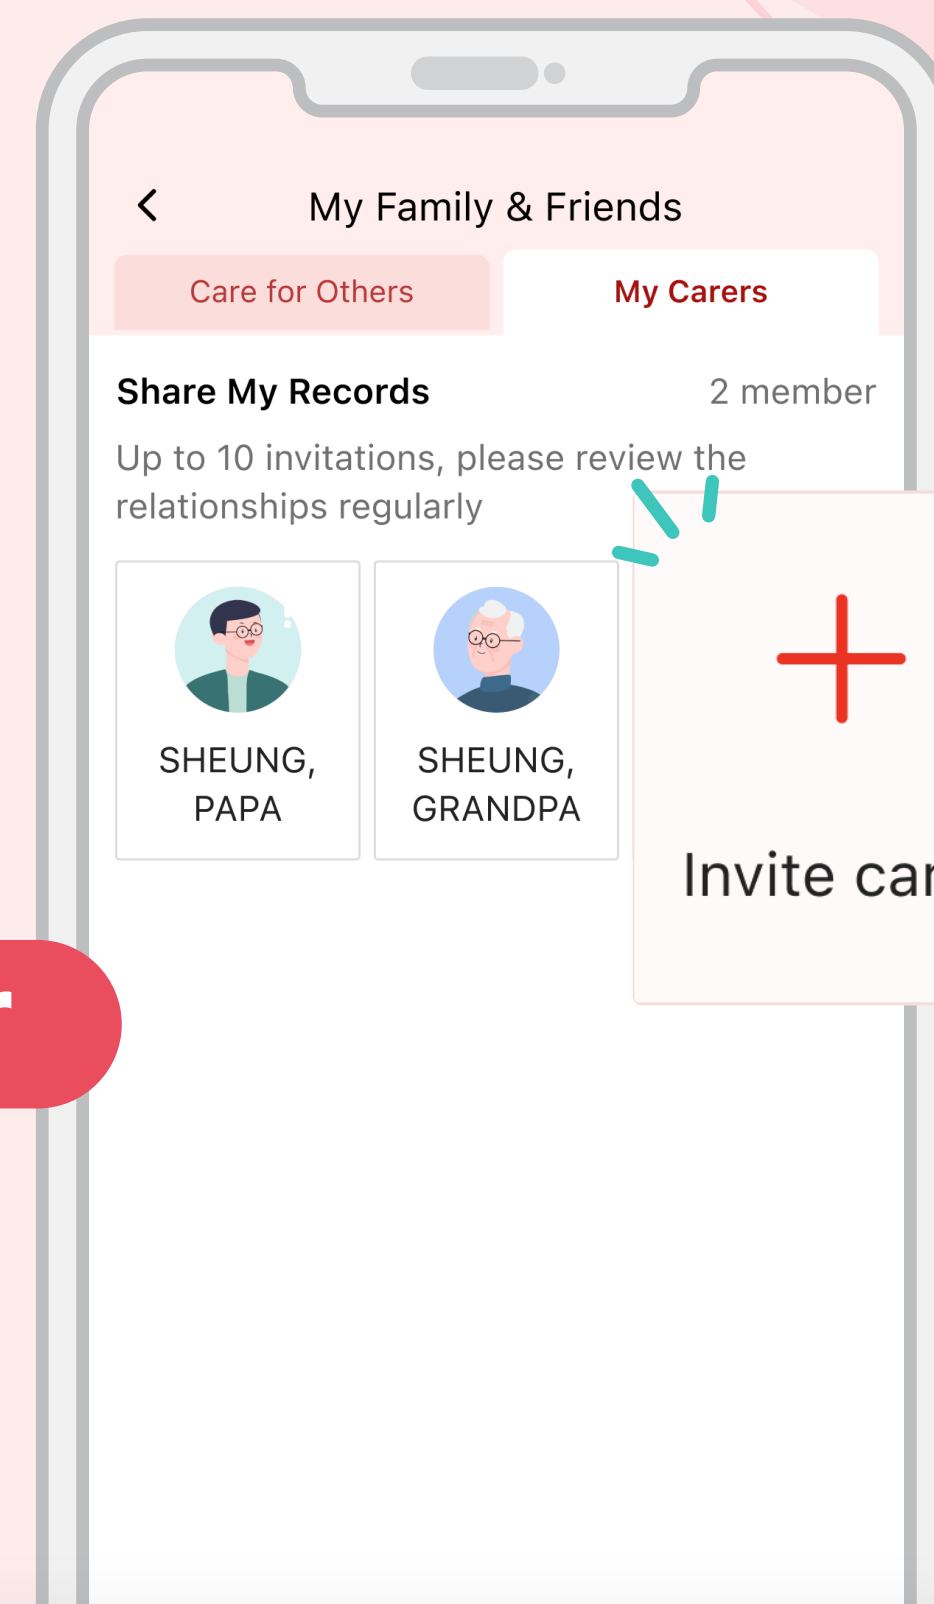 My Family & Friends
Care for Others
My Carers
Share My Records
2 member
Up to 10 invitations, please review the
relationships regularly
SHEUNG,
PAPA
SHEUNG,
GRANDPA
Invite